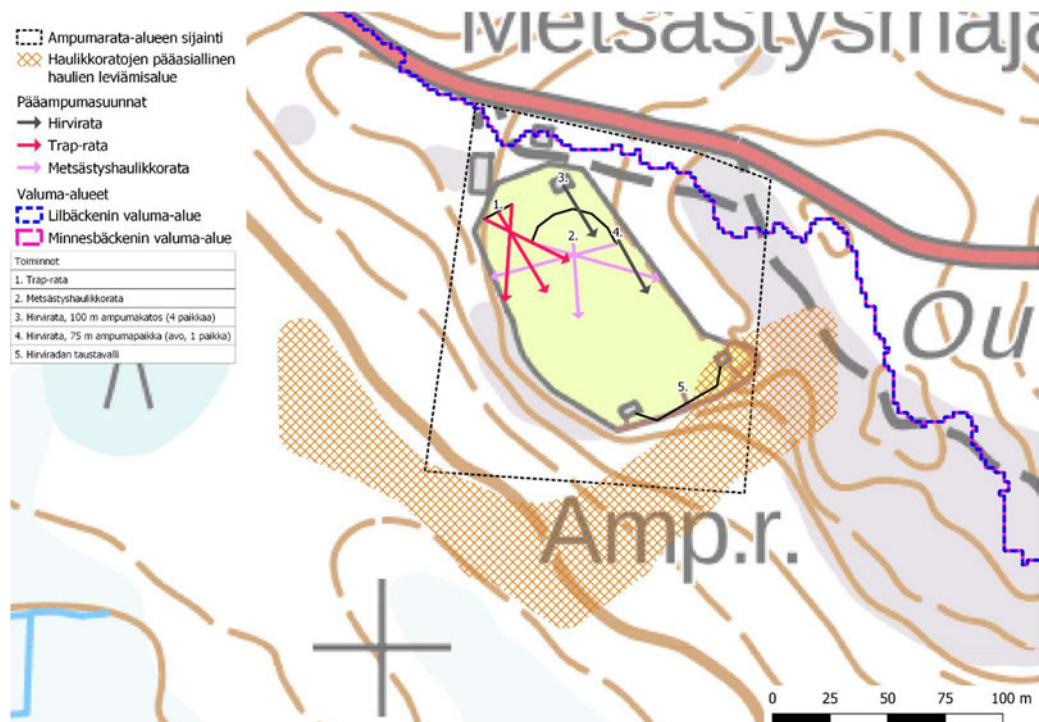 Ampumarata-alueen sijainti
Haulikkoratojen pääasiallinen
haulien leviämisalue
Pääampumasuunnat
Hirvirata
Trap-rata
Metsästyshaulikkorata
Valuma-alueet
Lilbäckenin valuma-alue
Minnesbäckenin valuma-alue
Toiminnot
1. Trap-rata
2. Metsästyshaulikkorata
3. Hirvirata, 100 m ampumakatos (4 paikkaa)
4. Hirvirata, 75 m ampumapaikka (avo, 1 paikka)
5. Hirviradan taustavalli
Metsästysmaja
3.
1.
4.
2.
Ou
5.
Amp.r.
0 25 50 75 100 m